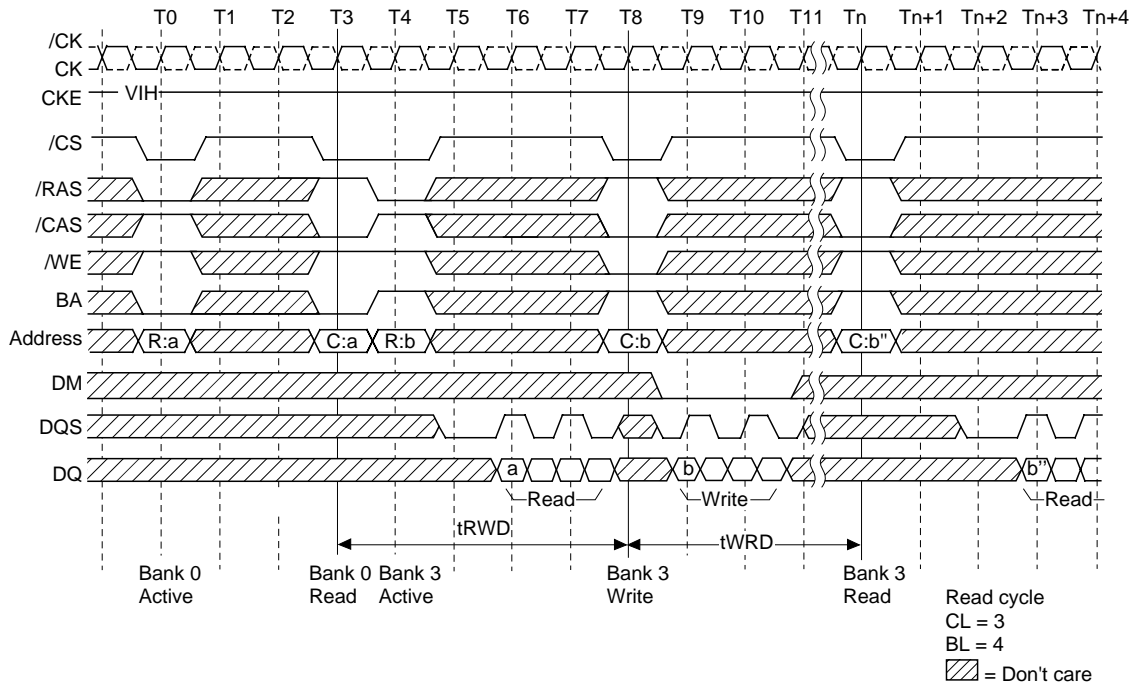 T0 T1 T2 T3 T4 T5 T6 T7 T8 T9 T10 T11 Tn Tn+1 Tn+2 Tn+3 Tn+4
/CK
CK
CKE VIH
/CS
/RAS
/CAS
/WE
BA
Address R:a C:a R:b C:b C:b"
DM
DQS
DQ a b b''
Read Write Read
tRWD tWRD
Bank 0 Active
Bank 0 Read
Bank 3 Active
Bank 3 Write
Bank 3 Read
Read cycle
CL = 3
BL = 4
= Don't care